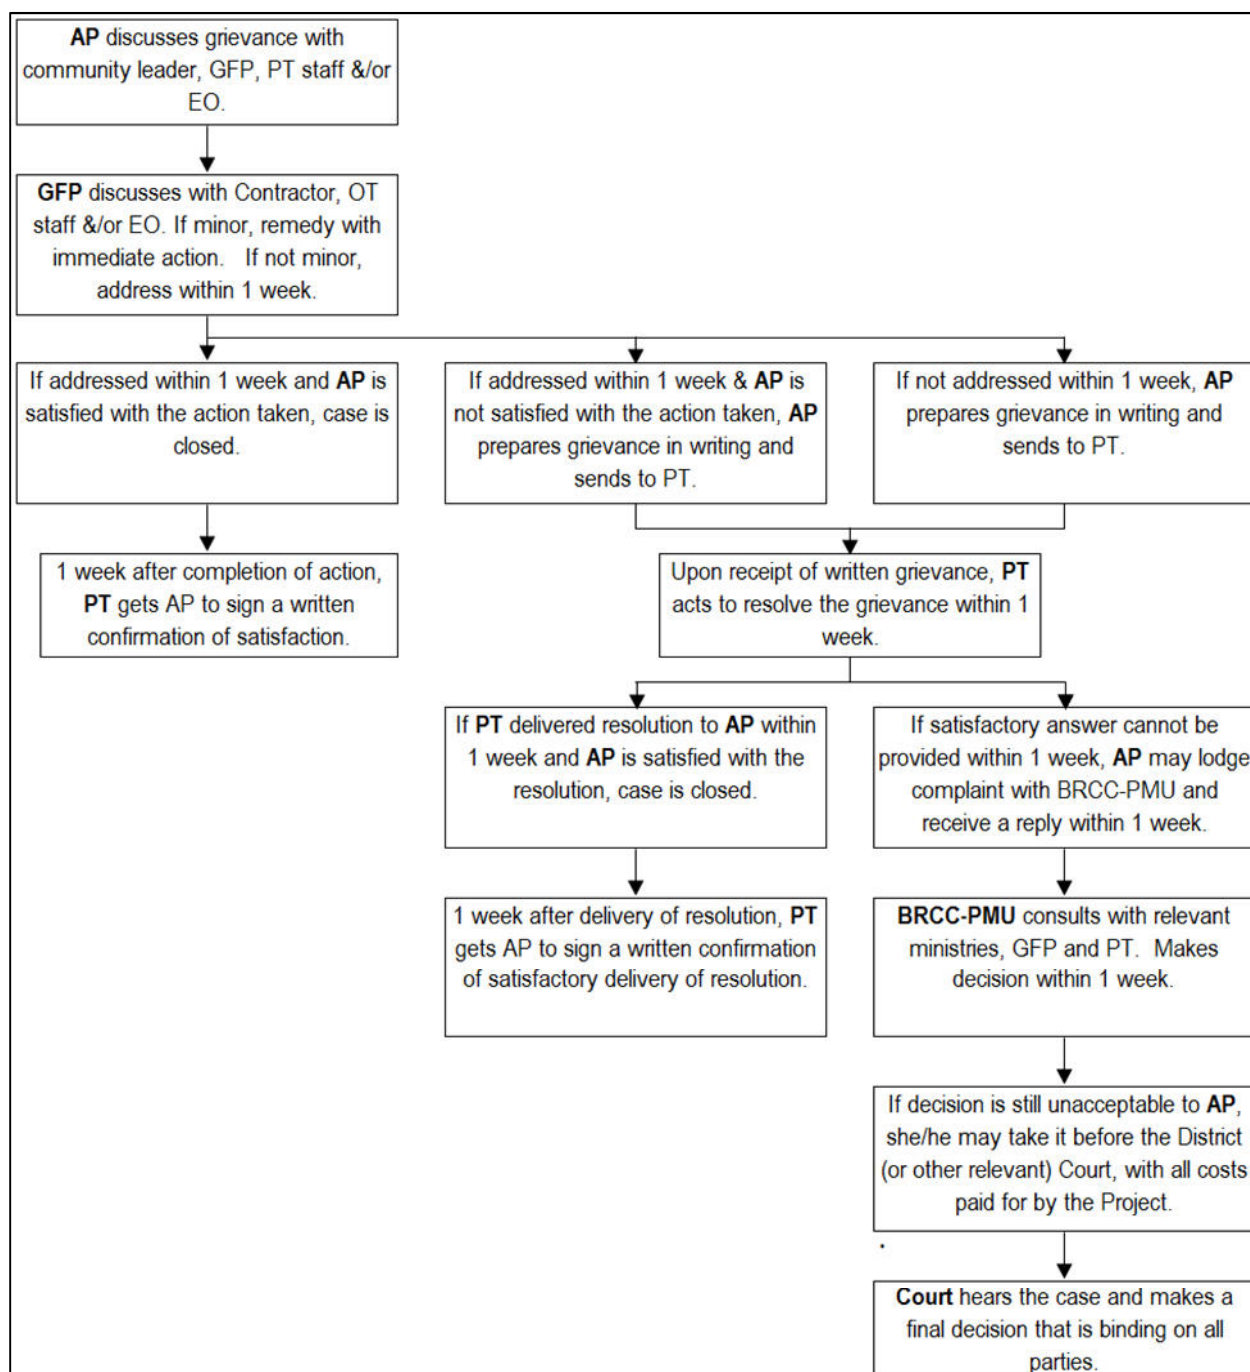 AP discusses grievance with
community leader, GFP, PT staff &/or
EO.
GFP discusses with Contractor, OT
staff &/or EO. If minor, remedy with
immediate action. If not minor,
address within 1 week.
If addressed within 1 week and AP is
satisfied with the action taken, case is
closed.
If addressed within 1 week & AP is
not satisfied with the action taken, AP
prepares grievance in writing and
sends to PT.
If not addressed within 1 week, AP
prepares grievance in writing and
sends to PT.
1 week after completion of action,
PT gets AP to sign a written
confirmation of satisfaction.
Upon receipt of written grievance, PT
acts to resolve the grievance within 1
week.
If PT delivered resolution to AP within
1 week and AP is satisfied with the
resolution, case is closed.
If satisfactory answer cannot be
provided within 1 week, AP may lodge
complaint with BRCC-PMU and
receive a reply within 1 week.
1 week after delivery of resolution, PT
gets AP to sign a written confirmation
of satisfactory delivery of resolution.
BRCC-PMU consults with relevant
ministries, GFP and PT. Makes
decision within 1 week.
If decision is still unacceptable to AP,
she/he may take it before the District
(or other relevant) Court, with all costs
paid for by the Project.
.
Court hears the case and makes a
final decision that is binding on all
parties.